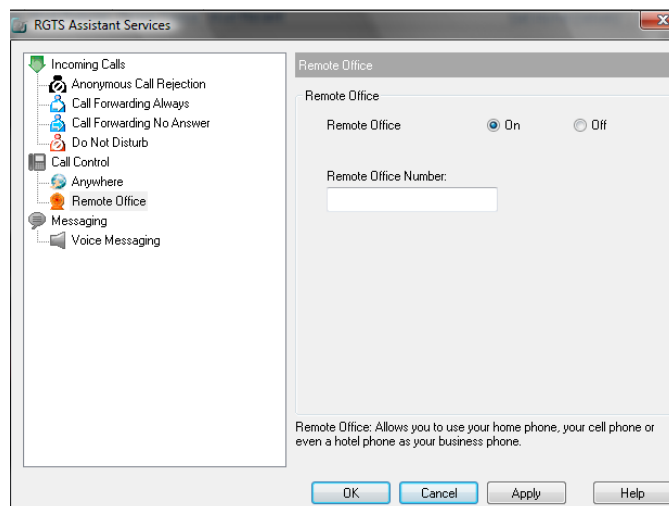 RGTS Assistant Services
Incoming Calls
Anonymous Call Rejection
Call Forwarding Always
Call Forwarding No Answer
Do Not Disturb
Call Control
Anywhere
Remote Office
Messaging
Voice Messaging
Remote Office
Remote Office
Remote Office On Off
Remote Office Number:
Remote Office: Allows you to use your home phone, your cell phone or
even a hotel phone as your business phone.
OK Cancel Apply Help